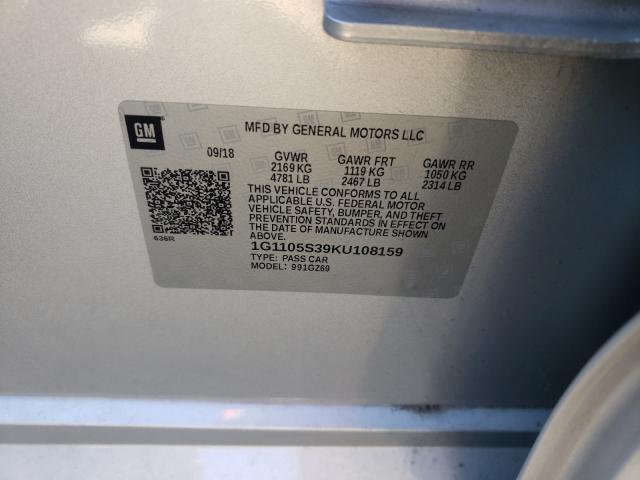 GM
MFD BY GENERAL MOTORS LLC
09/18 GVWR GAWR FRT GAWR RR
2169 KG 1119 KG 1050 KG
4781 LB 2467 LB 2314 LB
THIS VEHICLE CONFORMS TO ALL
APPLICABLE U.S. FEDERAL MOTOR
VEHICLE SAFETY, BUMPER, AND THEFT
PREVENTION STANDARDS IN EFFECT ON
THE DATE OF MANUFACTURE SHOWN ABOVE.
636R
1G1105S39KU108159
TYPE: PASS CAR
MODEL: 991GZ69